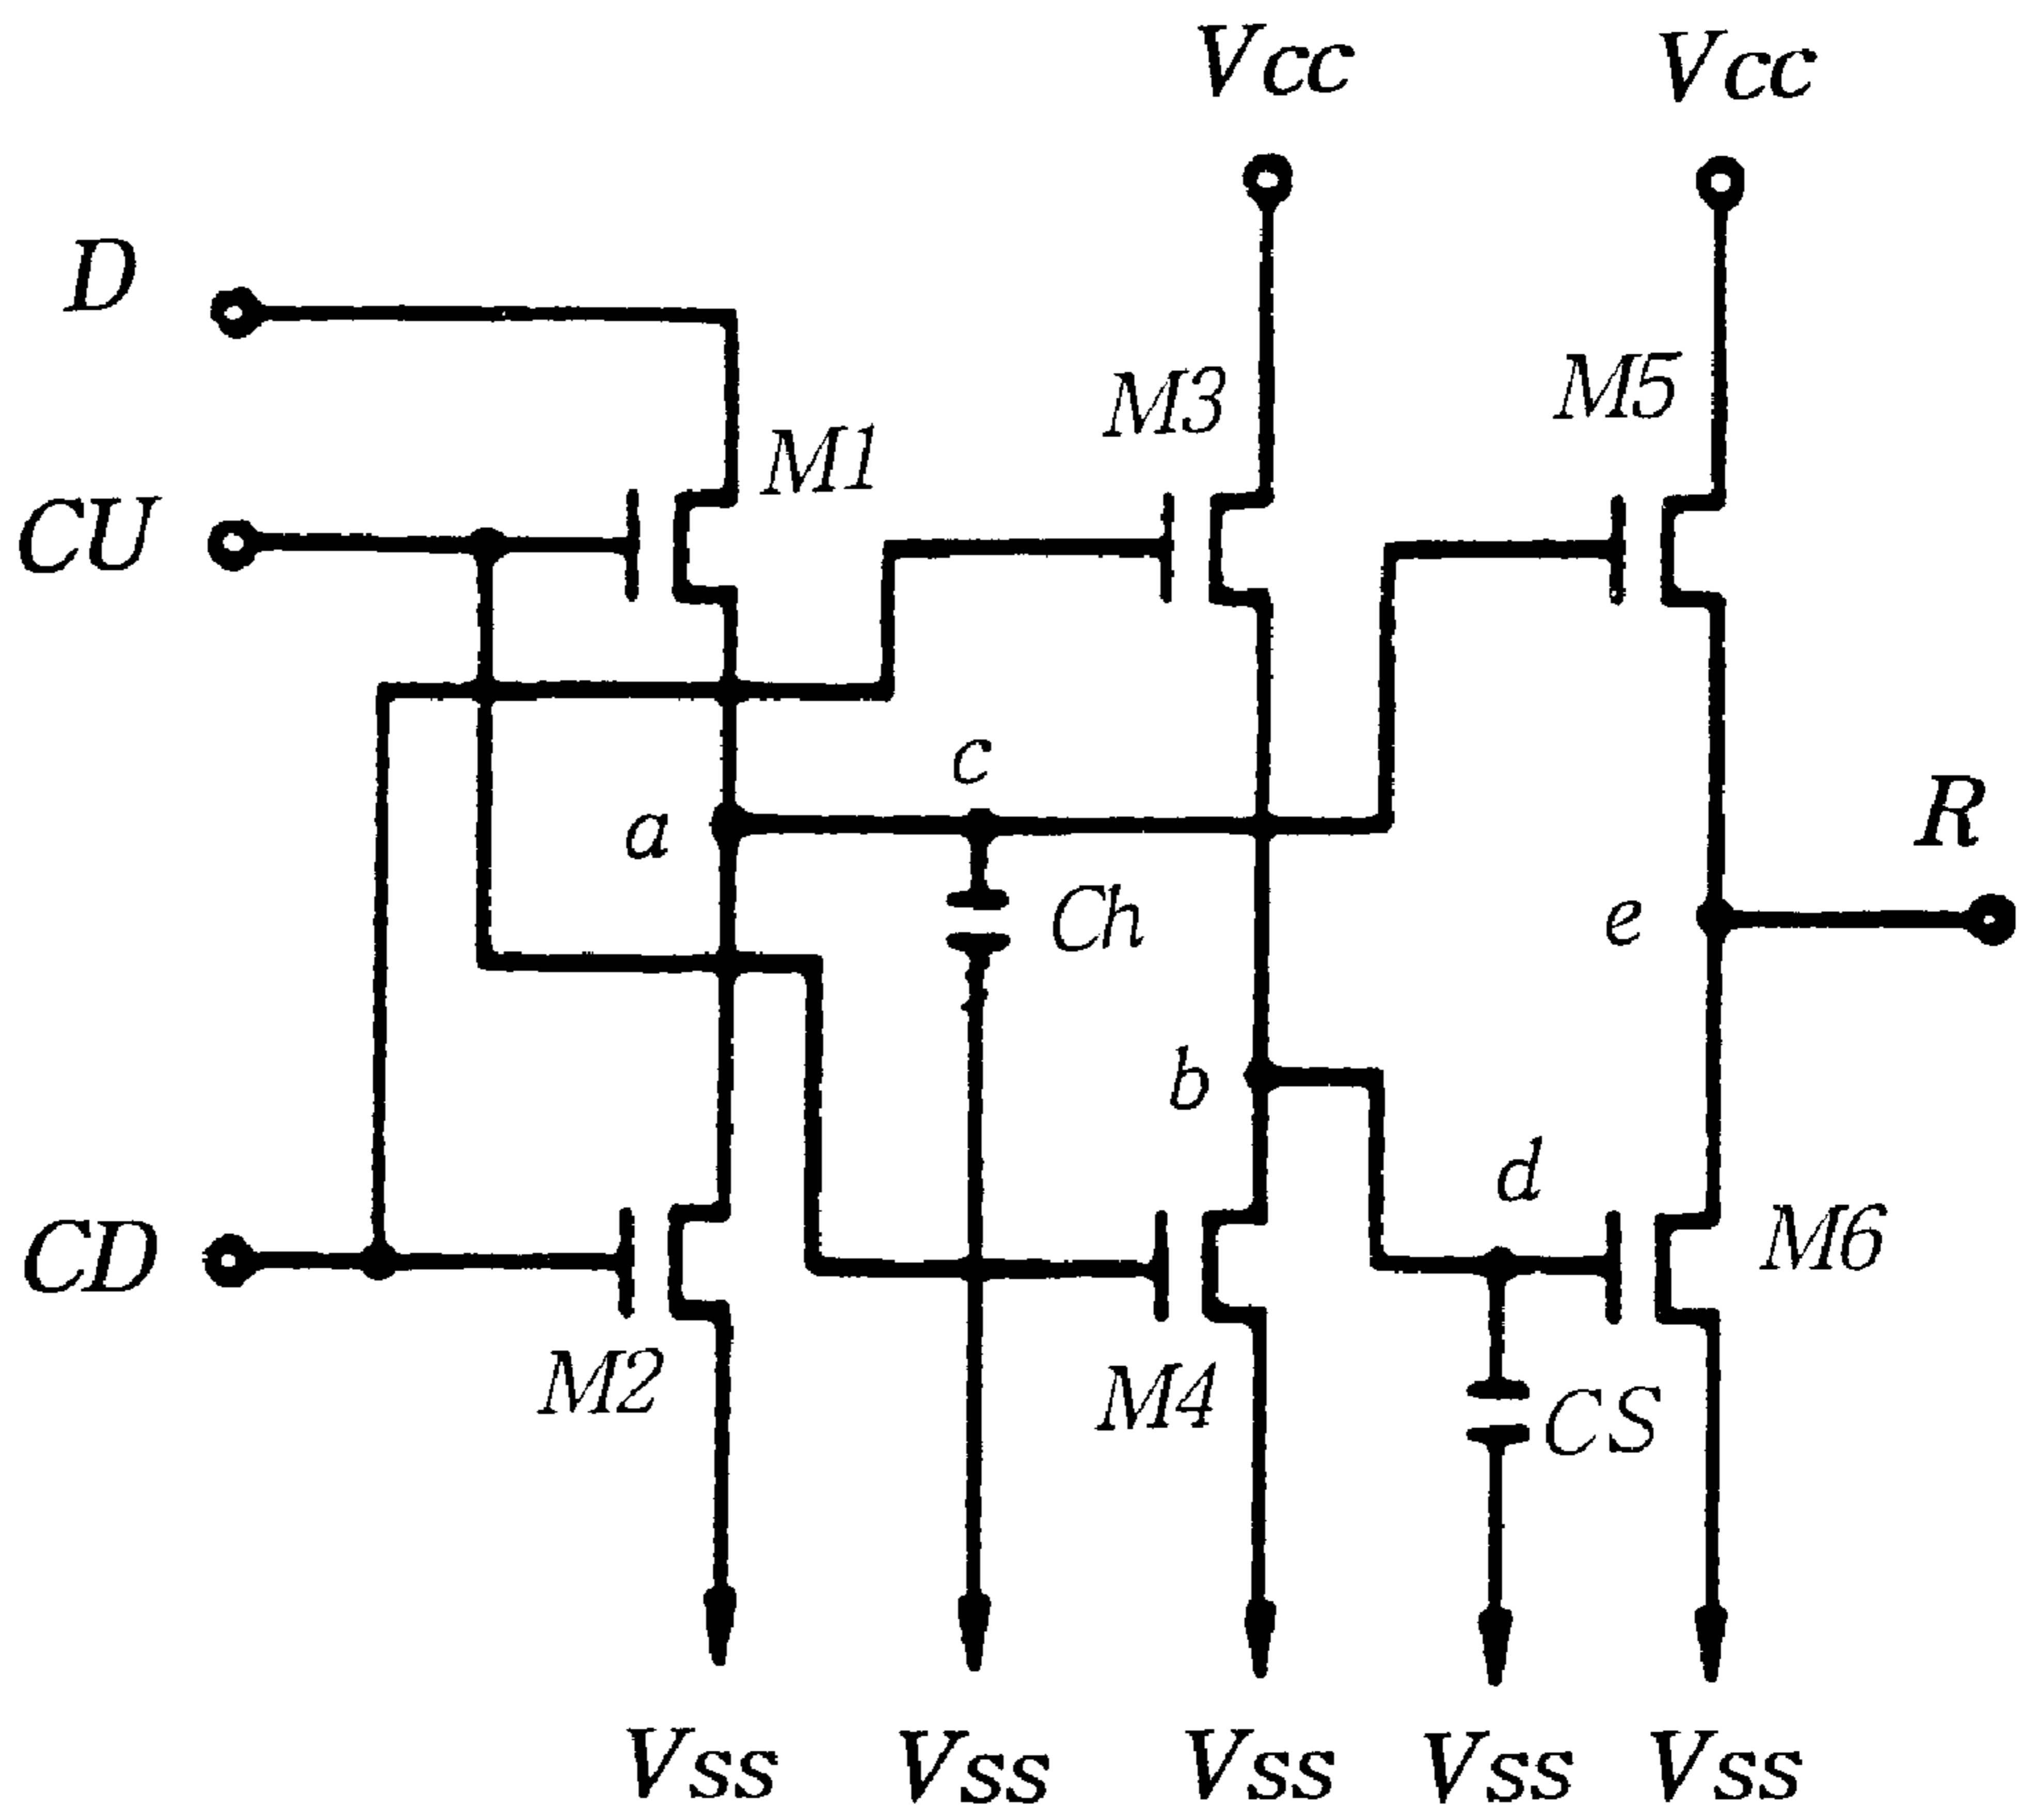 Vcc Vcc
D
M3 M5
M1
CU
c
a
R
Ch
e
b
d
CD
M6
M2 M4
CS
Vss Vss Vss Vss Vss